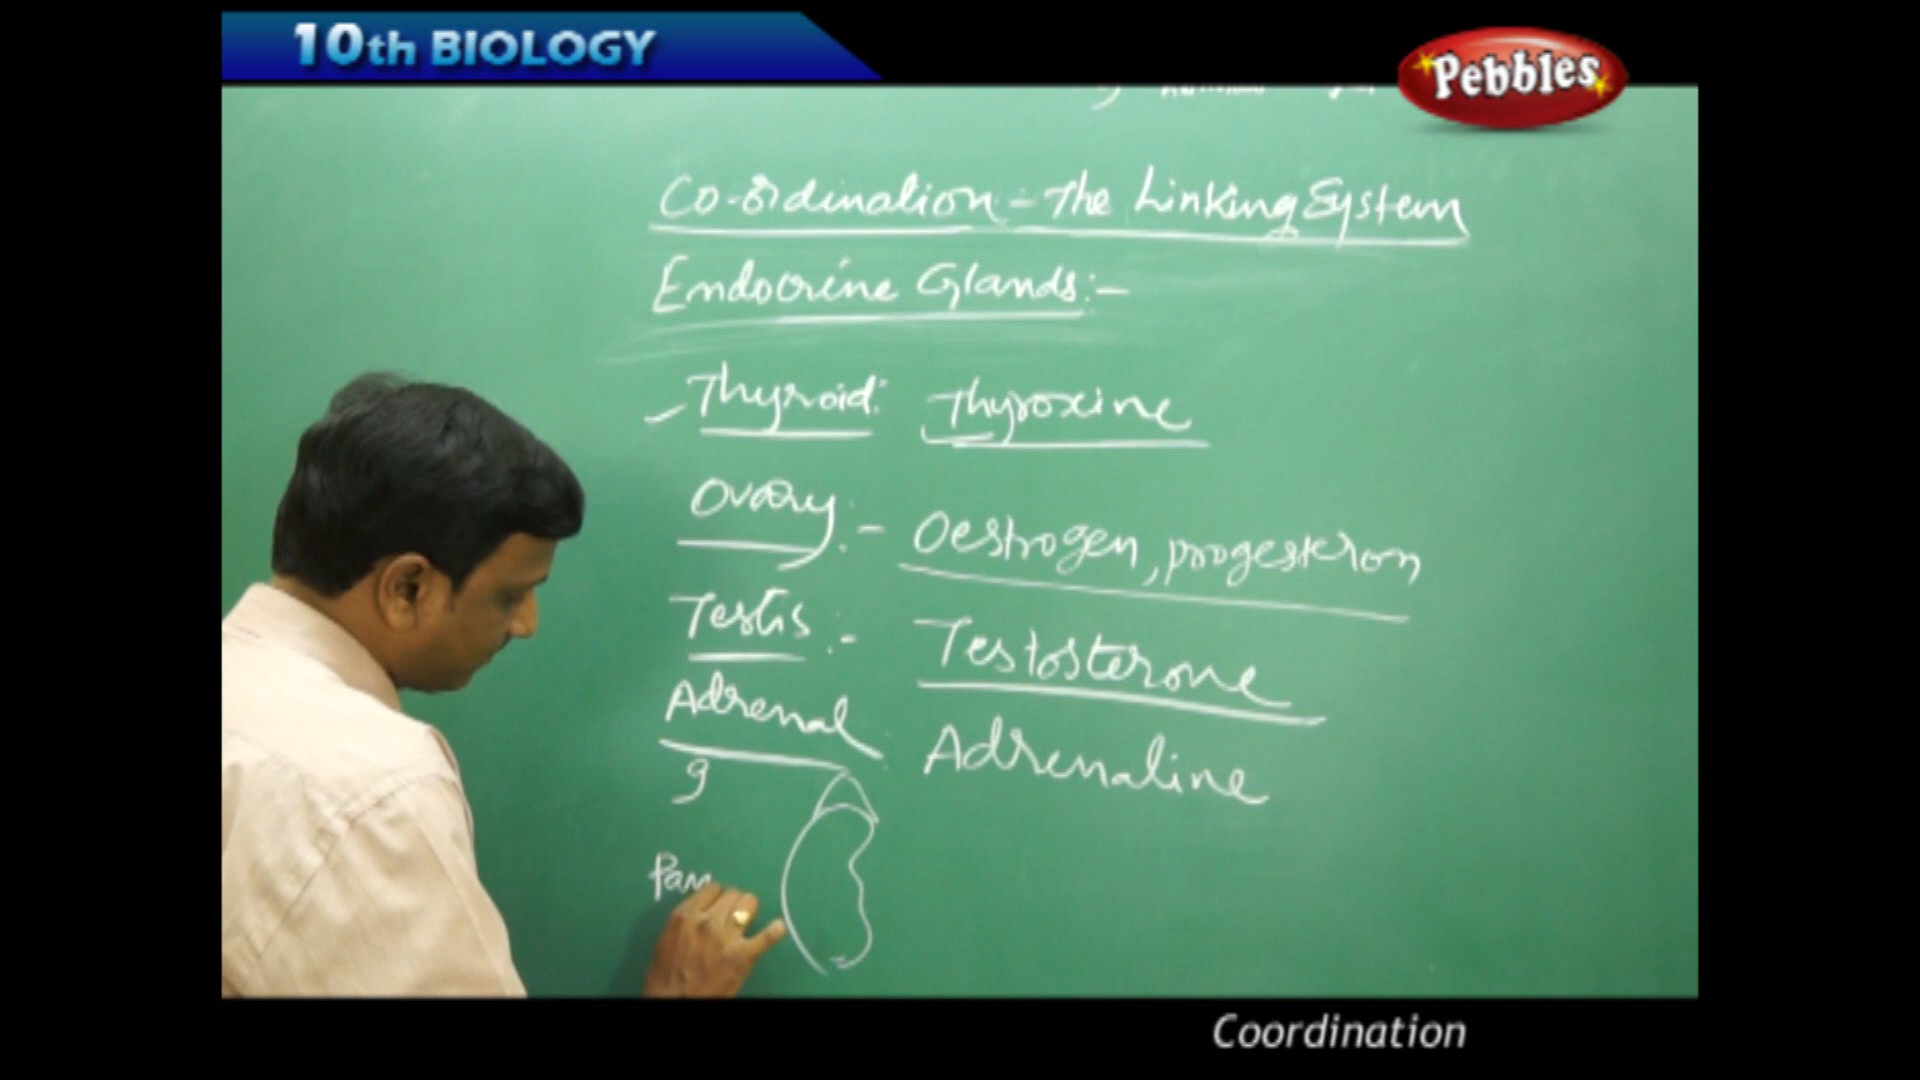 10th BIOLOGY
Pebbles
Co-ordination - The Linking System
Endocrine Glands:-
Thyroid: Thyroxine
Ovary:- Oestrogen, progesteron
Testis:- Testosterone
Adrenal Adrenaline
g
Pan
Coordination